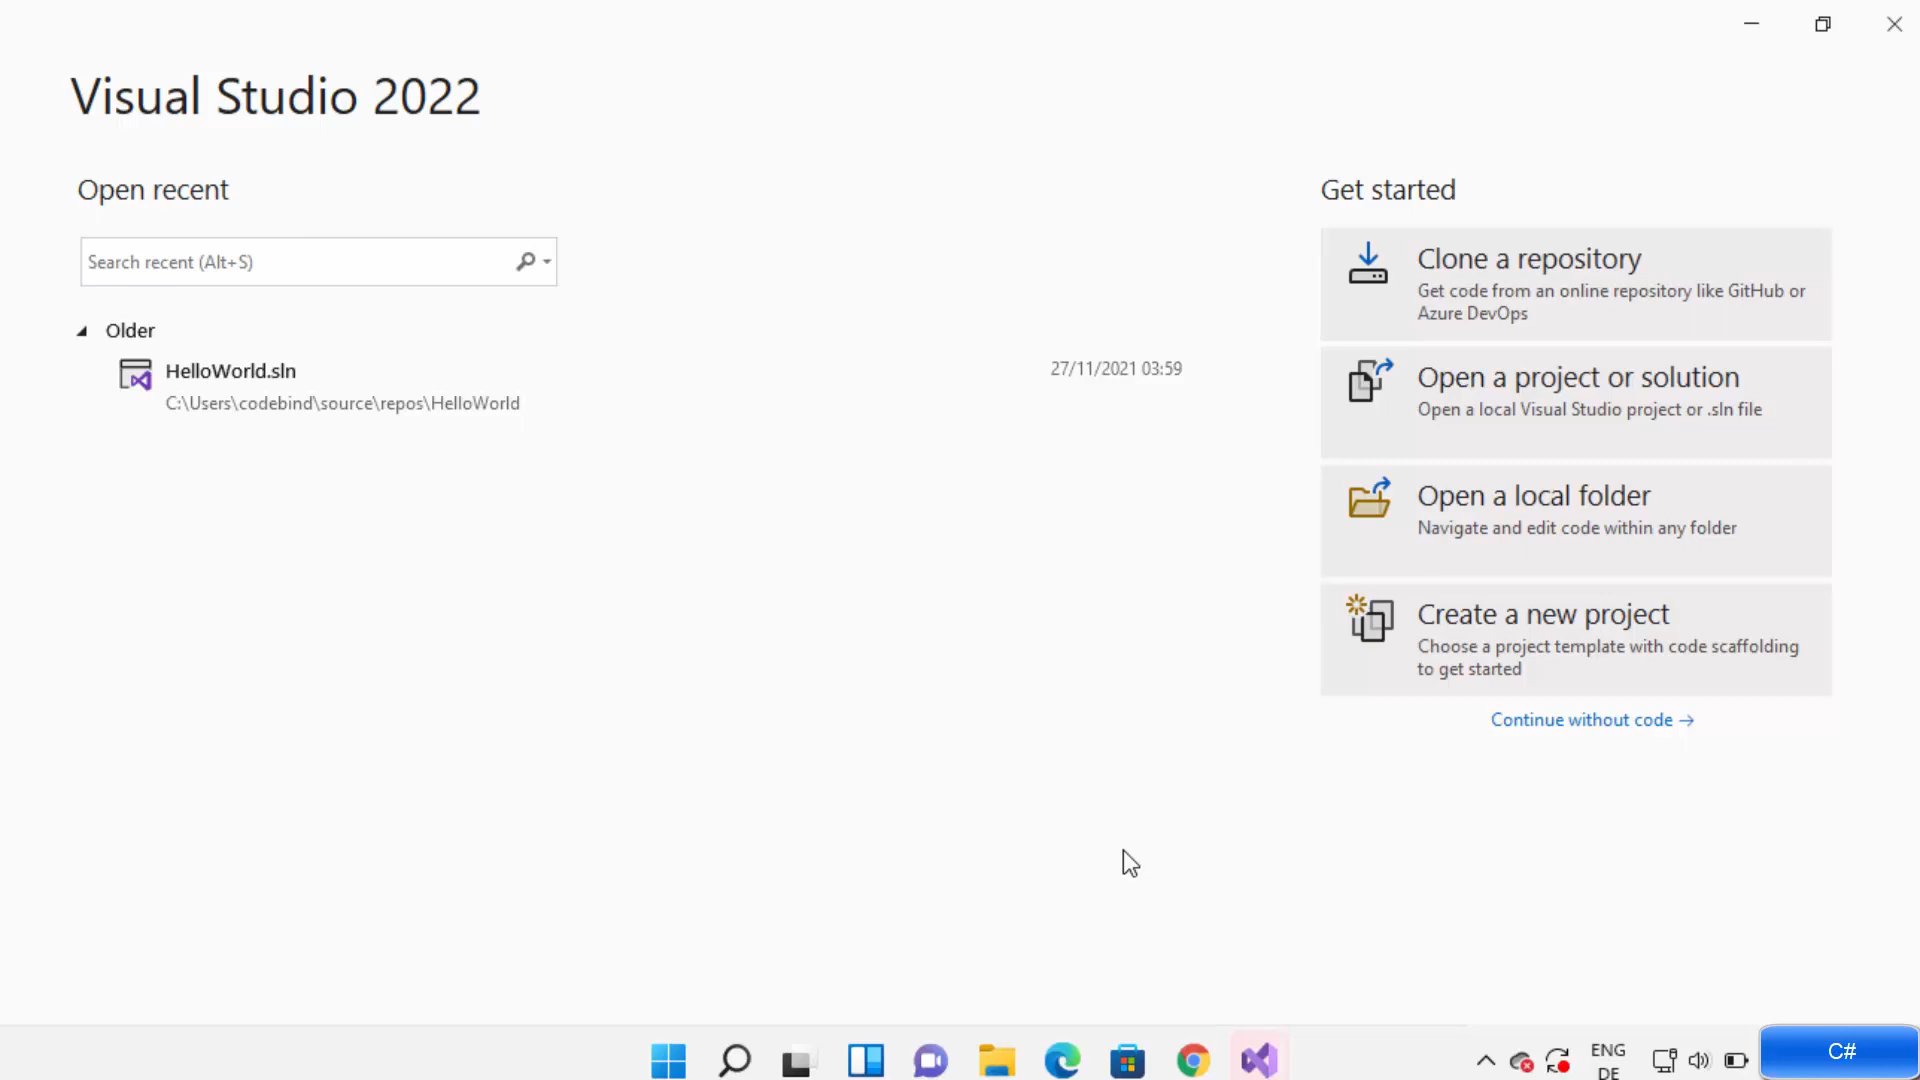 Visual Studio 2022
Open recent
Search recent (Alt+S)
Older
HelloWorld.sln
27/11/2021 03:59
C:\Users\codebind\source\repos\HelloWorld
Get started
Clone a repository
Get code from an online repository like GitHub or
Azure DevOps
Open a project or solution
Open a local Visual Studio project or .sln file
Open a local folder
Navigate and edit code within any folder
Create a new project
Choose a project template with code scaffolding
to get started
Continue without code →
ENG
DE
C#